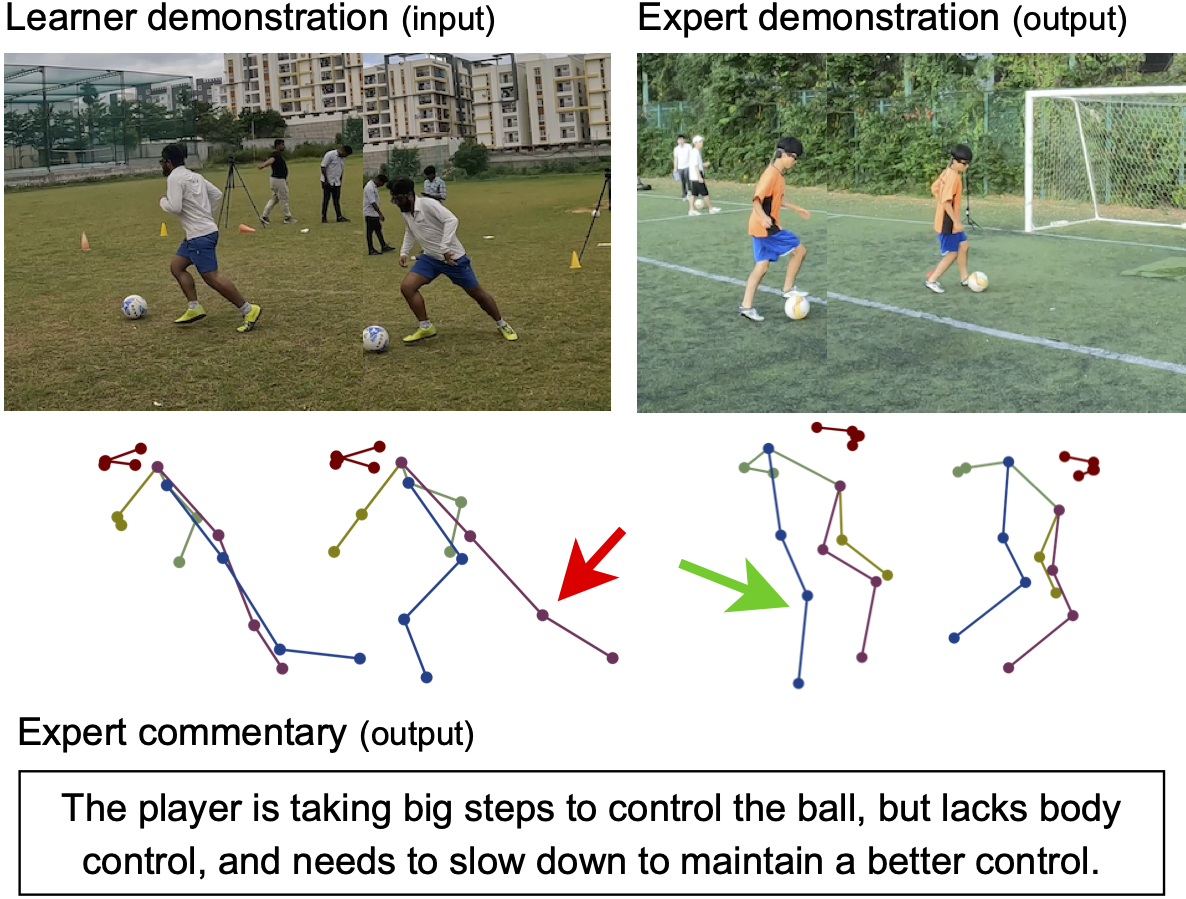 Learner demonstration (input)
Expert demonstration (output)
Expert commentary (output)
The player is taking big steps to control the ball, but lacks body
control, and needs to slow down to maintain a better control.